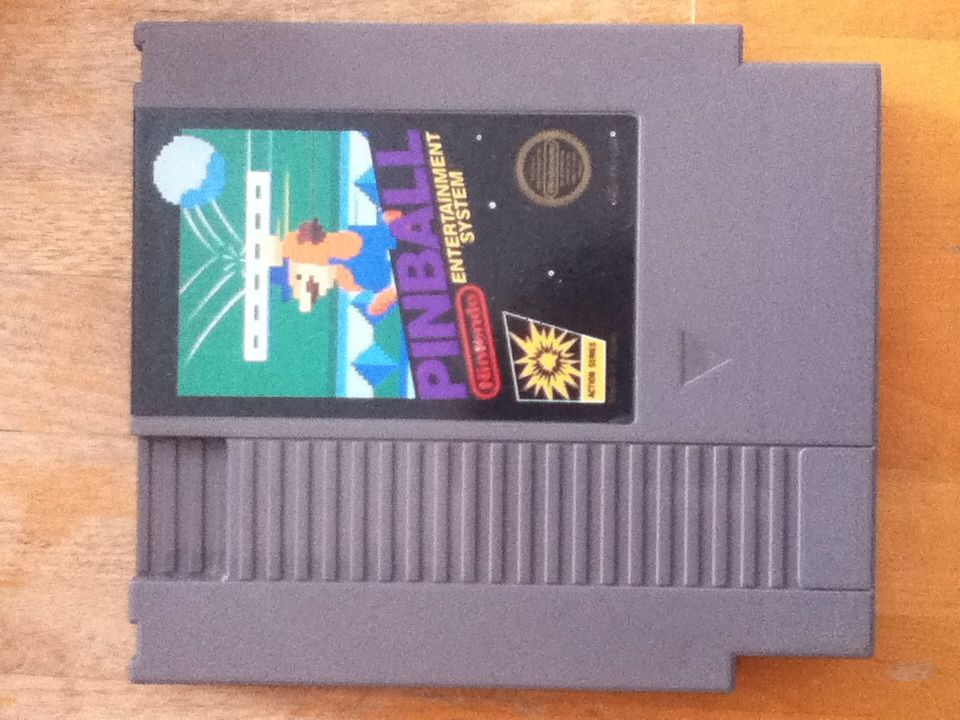 PINBALL
Nintendo
ENTERTAINMENT
SYSTEM
ACTION SERIES